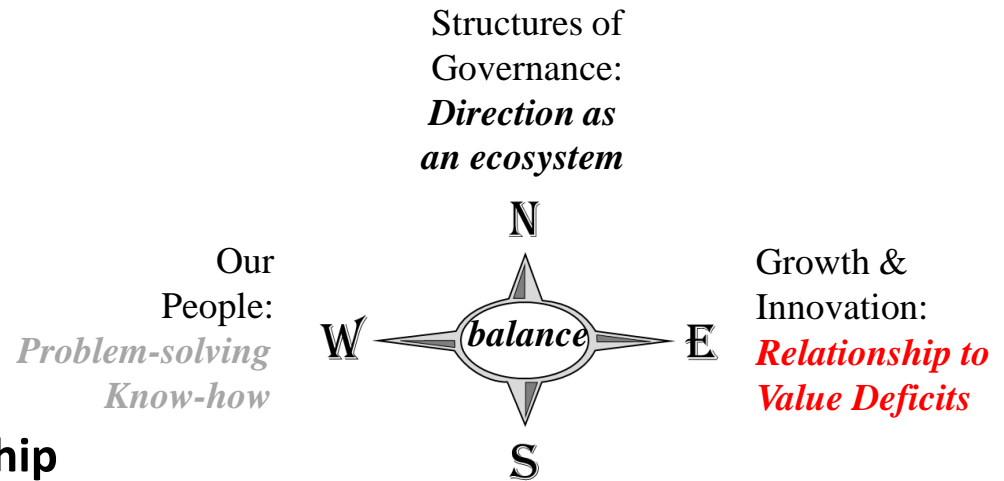 Structures of
Governance:
Direction as
an ecosystem
N
Our
People:
Problem-solving
Know-how
W
balance
E
Growth &
Innovation:
Relationship to
Value Deficits
hip
S